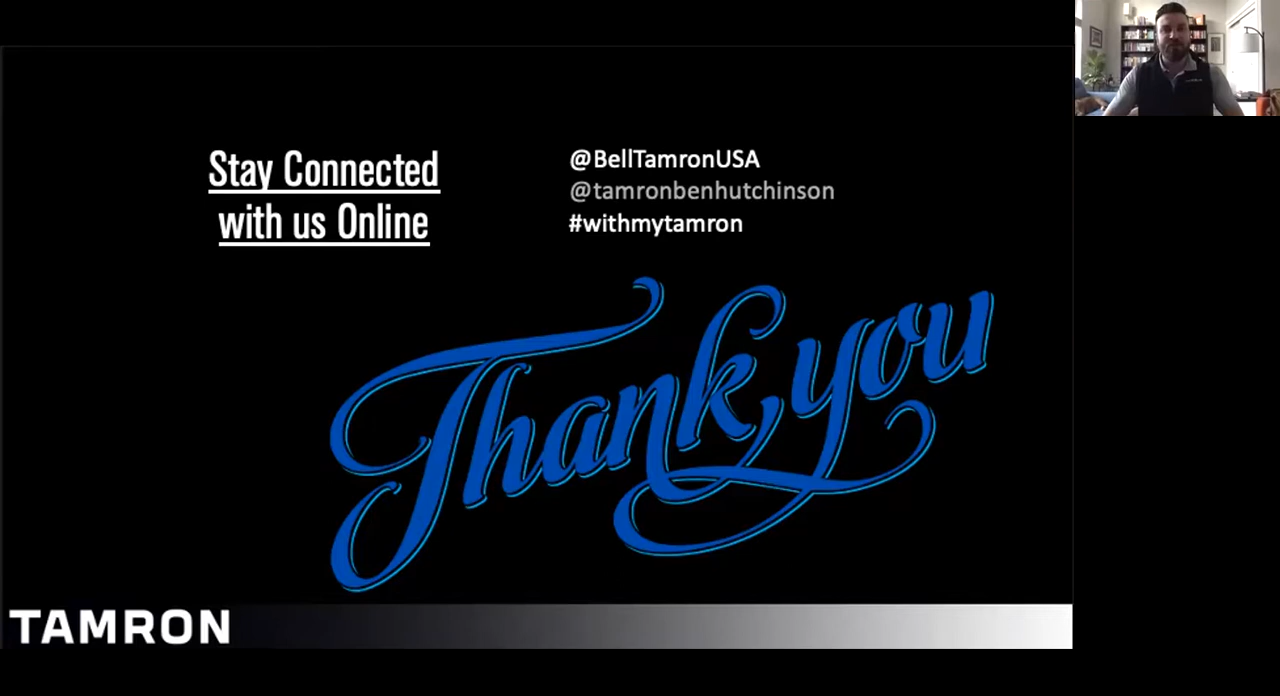 Stay Connected
with us Online
@BellTamronUSA
@tamronbenhutchinson
#withmytamron
Thank you
TAMRON